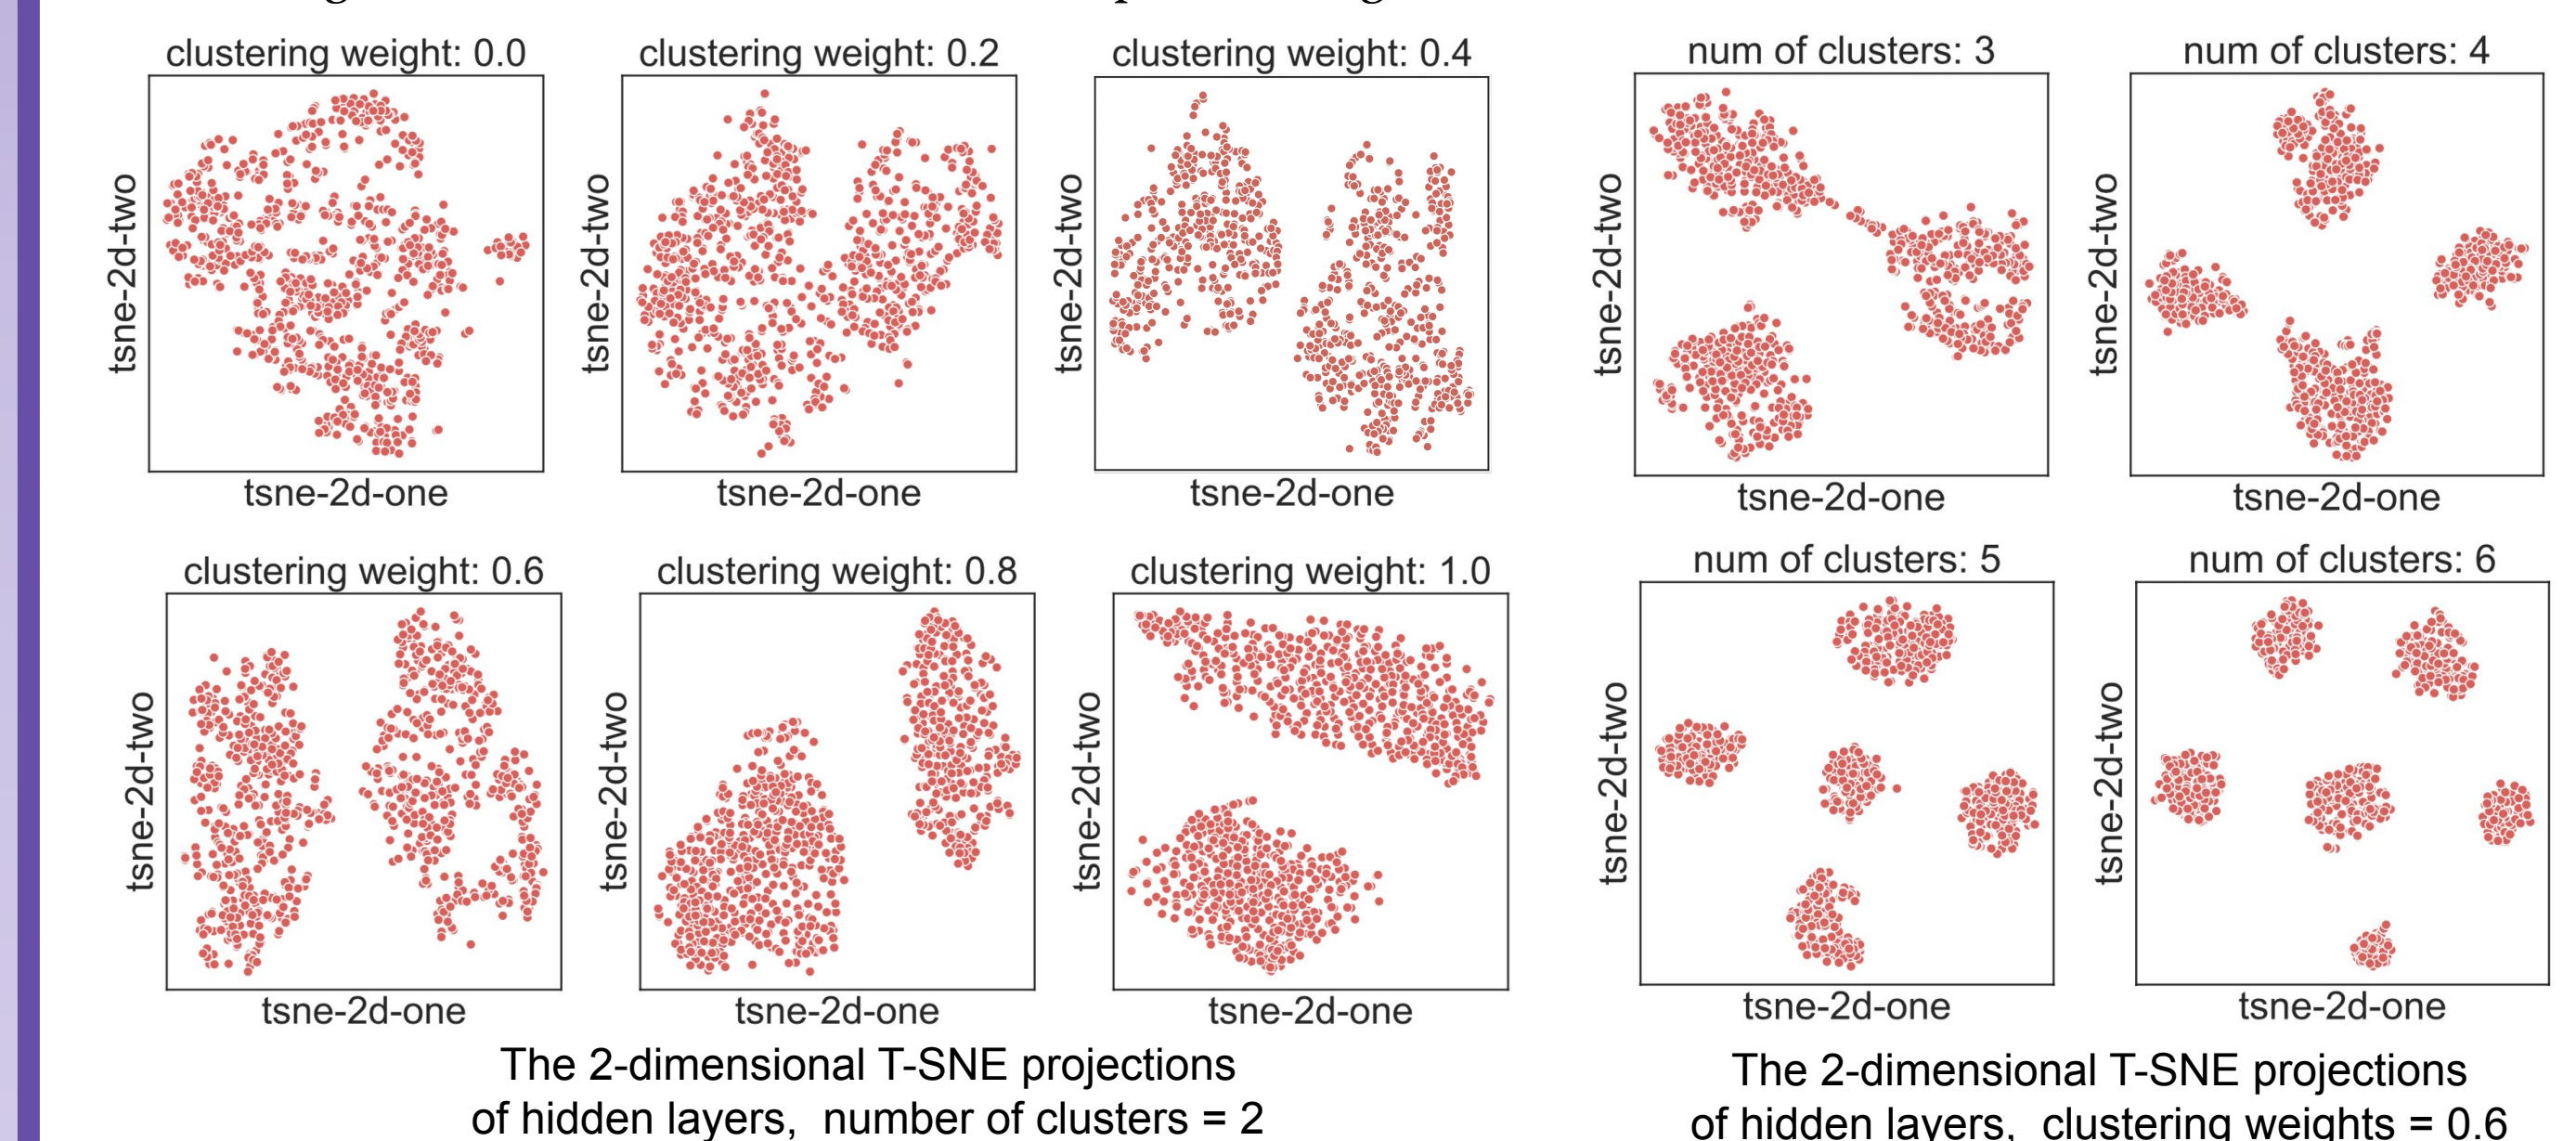 clustering weight: 0.0
clustering weight: 0.2
clustering weight: 0.4
tsne-2d-two
tsne-2d-two
tsne-2d-two
tsne-2d-one
tsne-2d-one
tsne-2d-one
clustering weight: 0.6
clustering weight: 0.8
clustering weight: 1.0
tsne-2d-two
tsne-2d-two
tsne-2d-two
tsne-2d-one
tsne-2d-one
tsne-2d-one
The 2-dimensional T-SNE projections
of hidden layers, number of clusters = 2
num of clusters: 3
num of clusters: 4
tsne-2d-two
tsne-2d-two
tsne-2d-one
tsne-2d-one
num of clusters: 5
num of clusters: 6
tsne-2d-two
tsne-2d-two
tsne-2d-one
tsne-2d-one
The 2-dimensional T-SNE projections
of hidden layers, clustering weights = 0.6